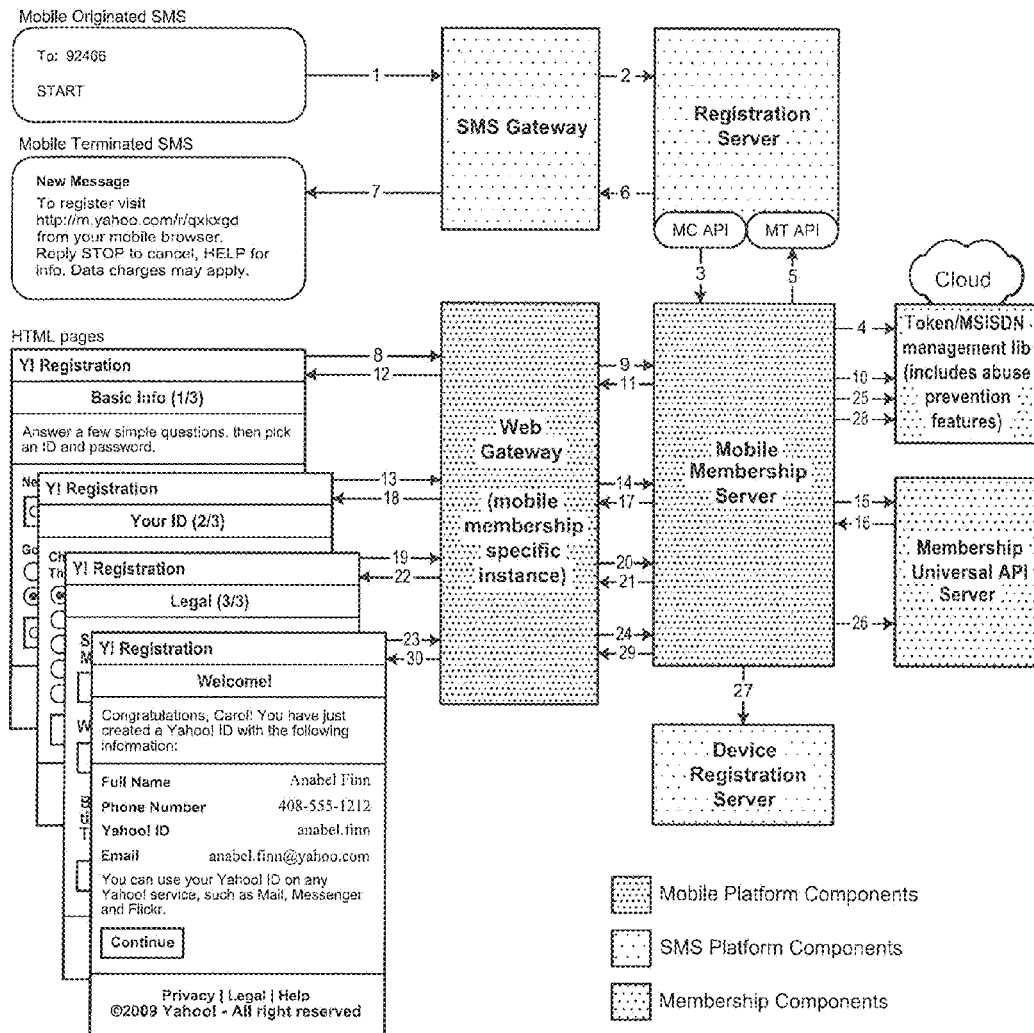 Mobile Originated SMS
To: 92466
START
1
SMS Gateway
2
Registration
Server
Mobile Terminated SMS
New Message
To register visit
http://m.yahoo.com/r/qxkxgd
from your mobile browser.
Reply STOP to cancel, HELP for
info. Data charges may apply.
7
6
MC API
MT API
3
5
Cloud
Token/MSISDN
management lib
(includes abuse
prevention
features)
4
10
25
28
HTML pages
Y! Registration
Basic Info (1/3)
Answer a few simple questions, then pick
an ID and password.
Ne
Go
8
12
Web
Gateway
(mobile
membership
specific
instance)
9
11
Mobile
Membership
Server
Y! Registration
Your ID (2/3)
Ch
Th
13
18
14
17
15
16
Membership
Universal API
Server
Y! Registration
Legal (3/3)
S
M
W
T
19
22
20
21
26
Y! Registration
Welcome!
Congratulations, Carol! You have just
created a Yahoo! ID with the following
information:
Full Name Anabel Finn
Phone Number 408-555-1212
Yahoo! ID anabel.finn
Email anabel.finn@yahoo.com
You can use your Yahoo! ID on any
Yahoo! service, such as Mail, Messenger
and Flickr.
Continue
Privacy | Legal | Help
©2009 Yahoo! - All right reserved
23
30
24
29
27
Device
Registration
Server
Mobile Platform Components
SMS Platform Components
Membership Components